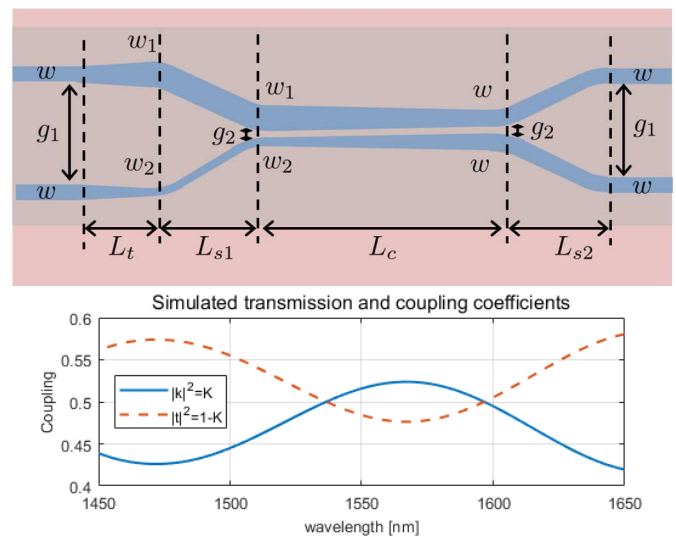 w w₁ w₁ w w
g₁ g₂ g₂ g₁
w w₂ w₂ w w
Lₜ Lₛ₁ L꜀ Lₛ₂
Simulated transmission and coupling coefficients
0.6
0.55
0.5
0.45
0.4
Coupling
|k|²=K
|t|²=1-K
1450 1500 1550 1600 1650
wavelength [nm]